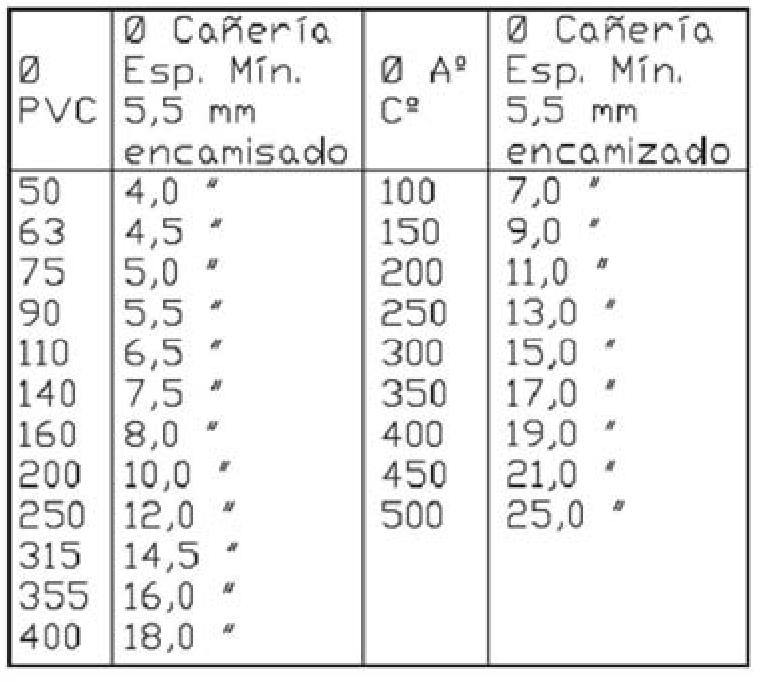 Ø Cañería Ø Cañería
Ø Esp. Mín. Ø Aº Esp. Mín.
PVC 5,5 mm Cº 5,5 mm
encamisado encamizado
50 4,0 " 100 7,0 "
63 4,5 " 150 9,0 "
75 5,0 " 200 11,0 "
90 5,5 " 250 13,0 "
110 6,5 " 300 15,0 "
140 7,5 " 350 17,0 "
160 8,0 " 400 19,0 "
200 10,0 " 450 21,0 "
250 12,0 " 500 25,0 "
315 14,5 "
355 16,0 "
400 18,0 "